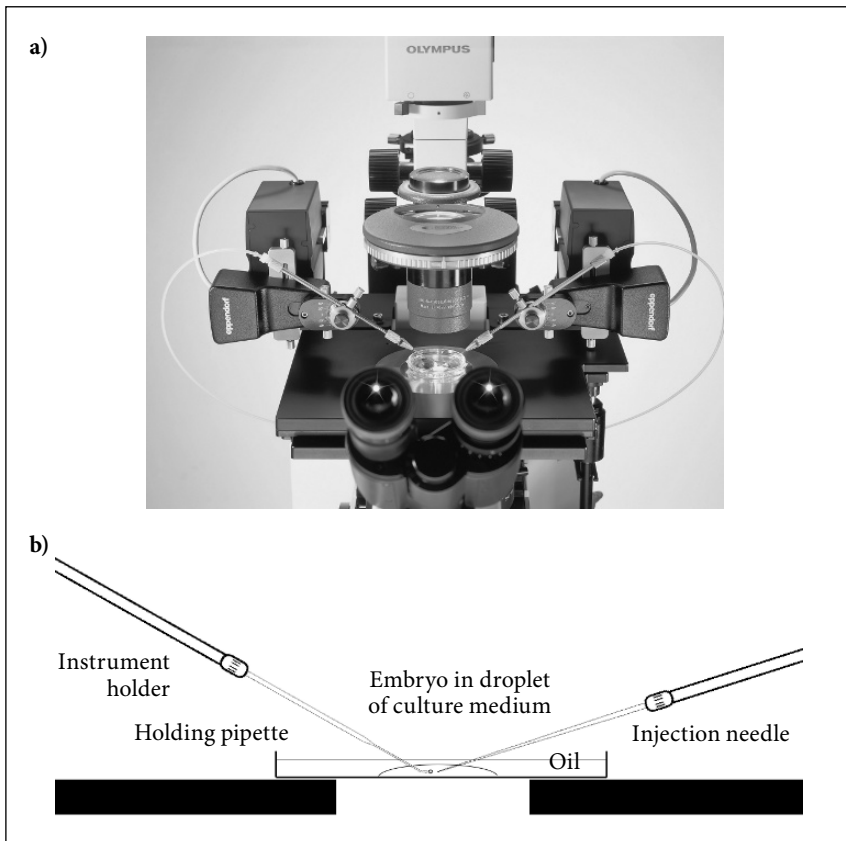 a)
OLYMPUS
eppendorf
eppendorf
b)
Instrument
holder
Embryo in droplet
of culture medium
Holding pipette
Injection needle
Oil